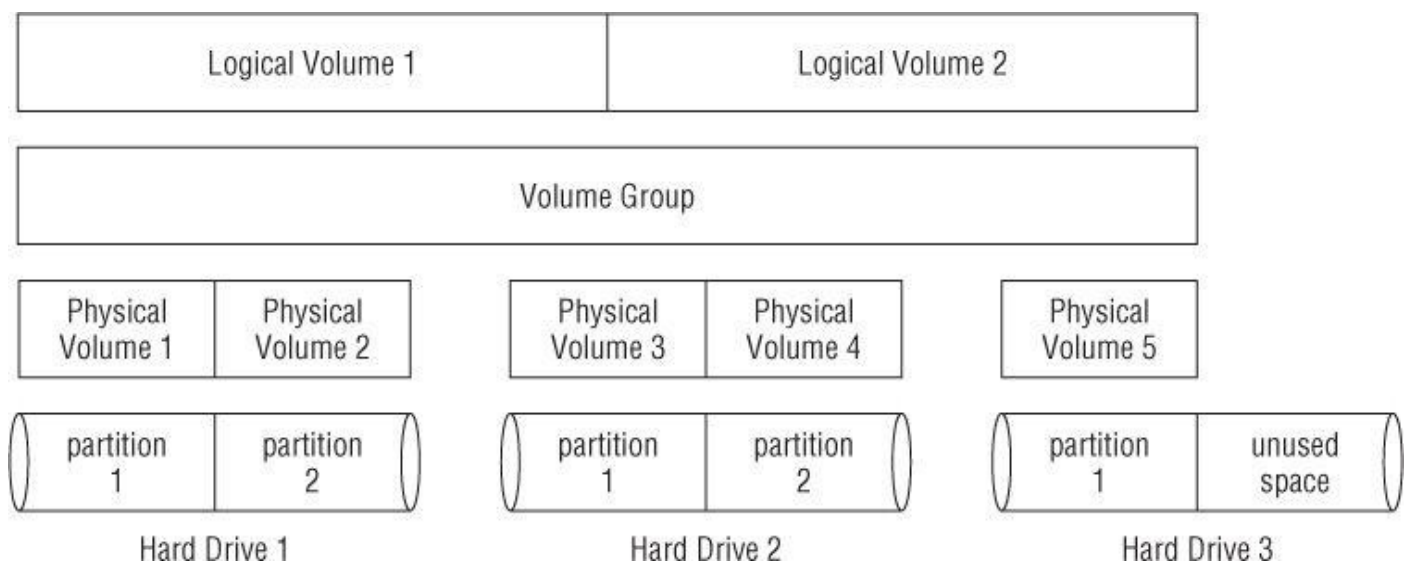 Logical Volume 1
Logical Volume 2
Volume Group
Physical
Volume 1
Physical
Volume 2
Physical
Volume 3
Physical
Volume 4
Physical
Volume 5
partition
1
partition
2
partition
1
partition
2
partition
1
unused
space
Hard Drive 1
Hard Drive 2
Hard Drive 3